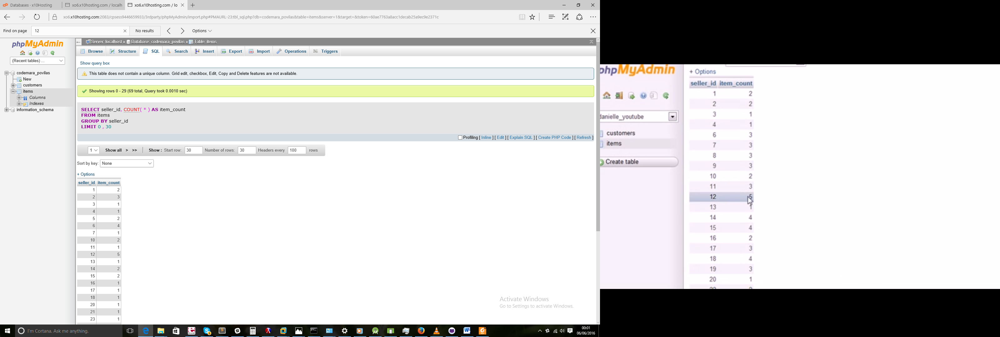 Databases - x10Hosting
xo6.x10hosting.com / localh
xo6.x10hosting.com / lo
xo6.x10hosting.com:2083/cpsess9446659933/3rdparty/phpMyAdmin/import.php#PMAURL-23:tbl_sql.php?db=codemara_povilas&table=items&server=1&target=&token=60ae7763a8acc1decab25a9ec9e2371c
Find on page 12 No results Options
phpMyAdmin
(Recent tables) ...
codemara_povilas
New
customers
items
Columns
Indexes
information_schema
Server: localhost » Database: codemara_povilas » Table: items
Browse Structure SQL Search Insert Export Import Operations Triggers
Show query box
This table does not contain a unique column. Grid edit, checkbox, Edit, Copy and Delete features are not available.
Showing rows 0 - 29 (69 total, Query took 0.0010 sec)
SELECT seller_id, COUNT( * ) AS item_count
FROM items
GROUP BY seller_id
LIMIT 0 , 30
Profiling [ Inline ] [ Edit ] [ Explain SQL ] [ Create PHP Code ] [ Refresh ]
1 Show all > >> Show : Start row: 30 Number of rows: 30 Headers every 100 rows
Sort by key: None
+ Options
seller_id item_count
1 2
2 3
3 1
4 1
5 2
6 4
7 1
10 2
11 1
12 5
13 1
14 2
15 2
16 1
17 1
18 1
20 1
21 1
23 1
Activate Windows
Go to Settings to activate Windows.
I'm Cortana. Ask me anything.
00:01
06/06/2016
phpMyAdmin
danielle_youtube
customers
items
Create table
+ Options
seller_id item_count
1 2
2 2
3 1
4 1
6 3
7 3
8 3
9 3
10 2
11 3
12 5
13 1
14 4
15 4
16 2
17 3
18 4
19 3
20 1